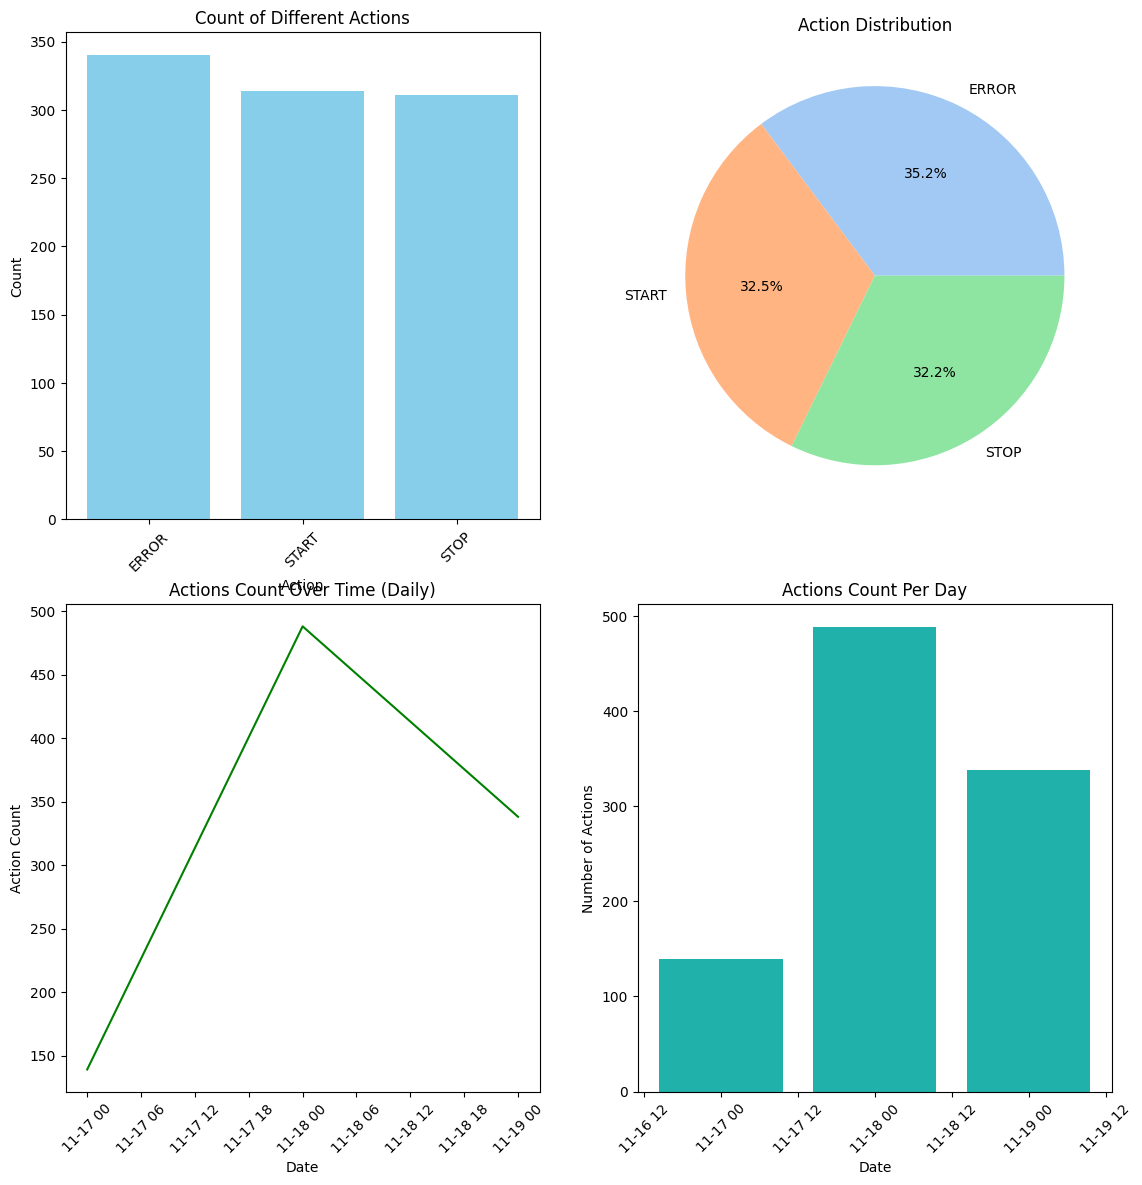 Count of Different Actions
350
300
250
200
150
100
50
0
Count
ERROR
START
STOP
Action
Action Distribution
ERROR
35.2%
START
32.5%
32.2%
STOP
Actions Count Over Time (Daily)
500
450
400
350
300
250
200
150
Action Count
11-17 00
11-17 06
11-17 12
11-17 18
11-18 00
11-18 06
11-18 12
11-18 18
11-19 00
Date
Actions Count Per Day
500
400
300
200
100
0
Number of Actions
11-16 12
11-17 00
11-17 12
11-18 00
11-18 12
11-19 00
11-19 12
Date